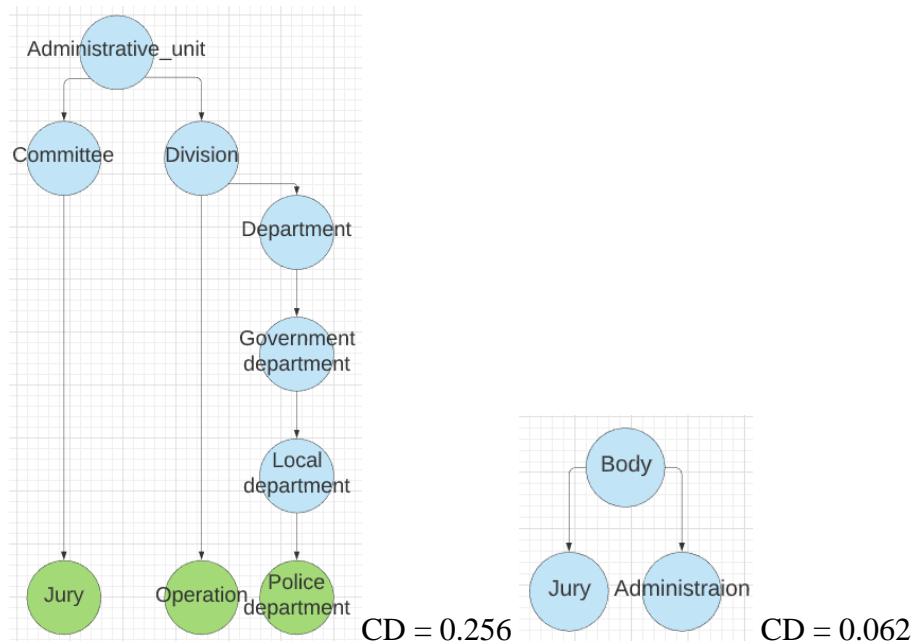 Administrative_unit
Committee
Division
Department
Government
department
Local
department
Jury
Operation
Police
department
CD = 0.256
Body
Jury
Administraion
CD = 0.062